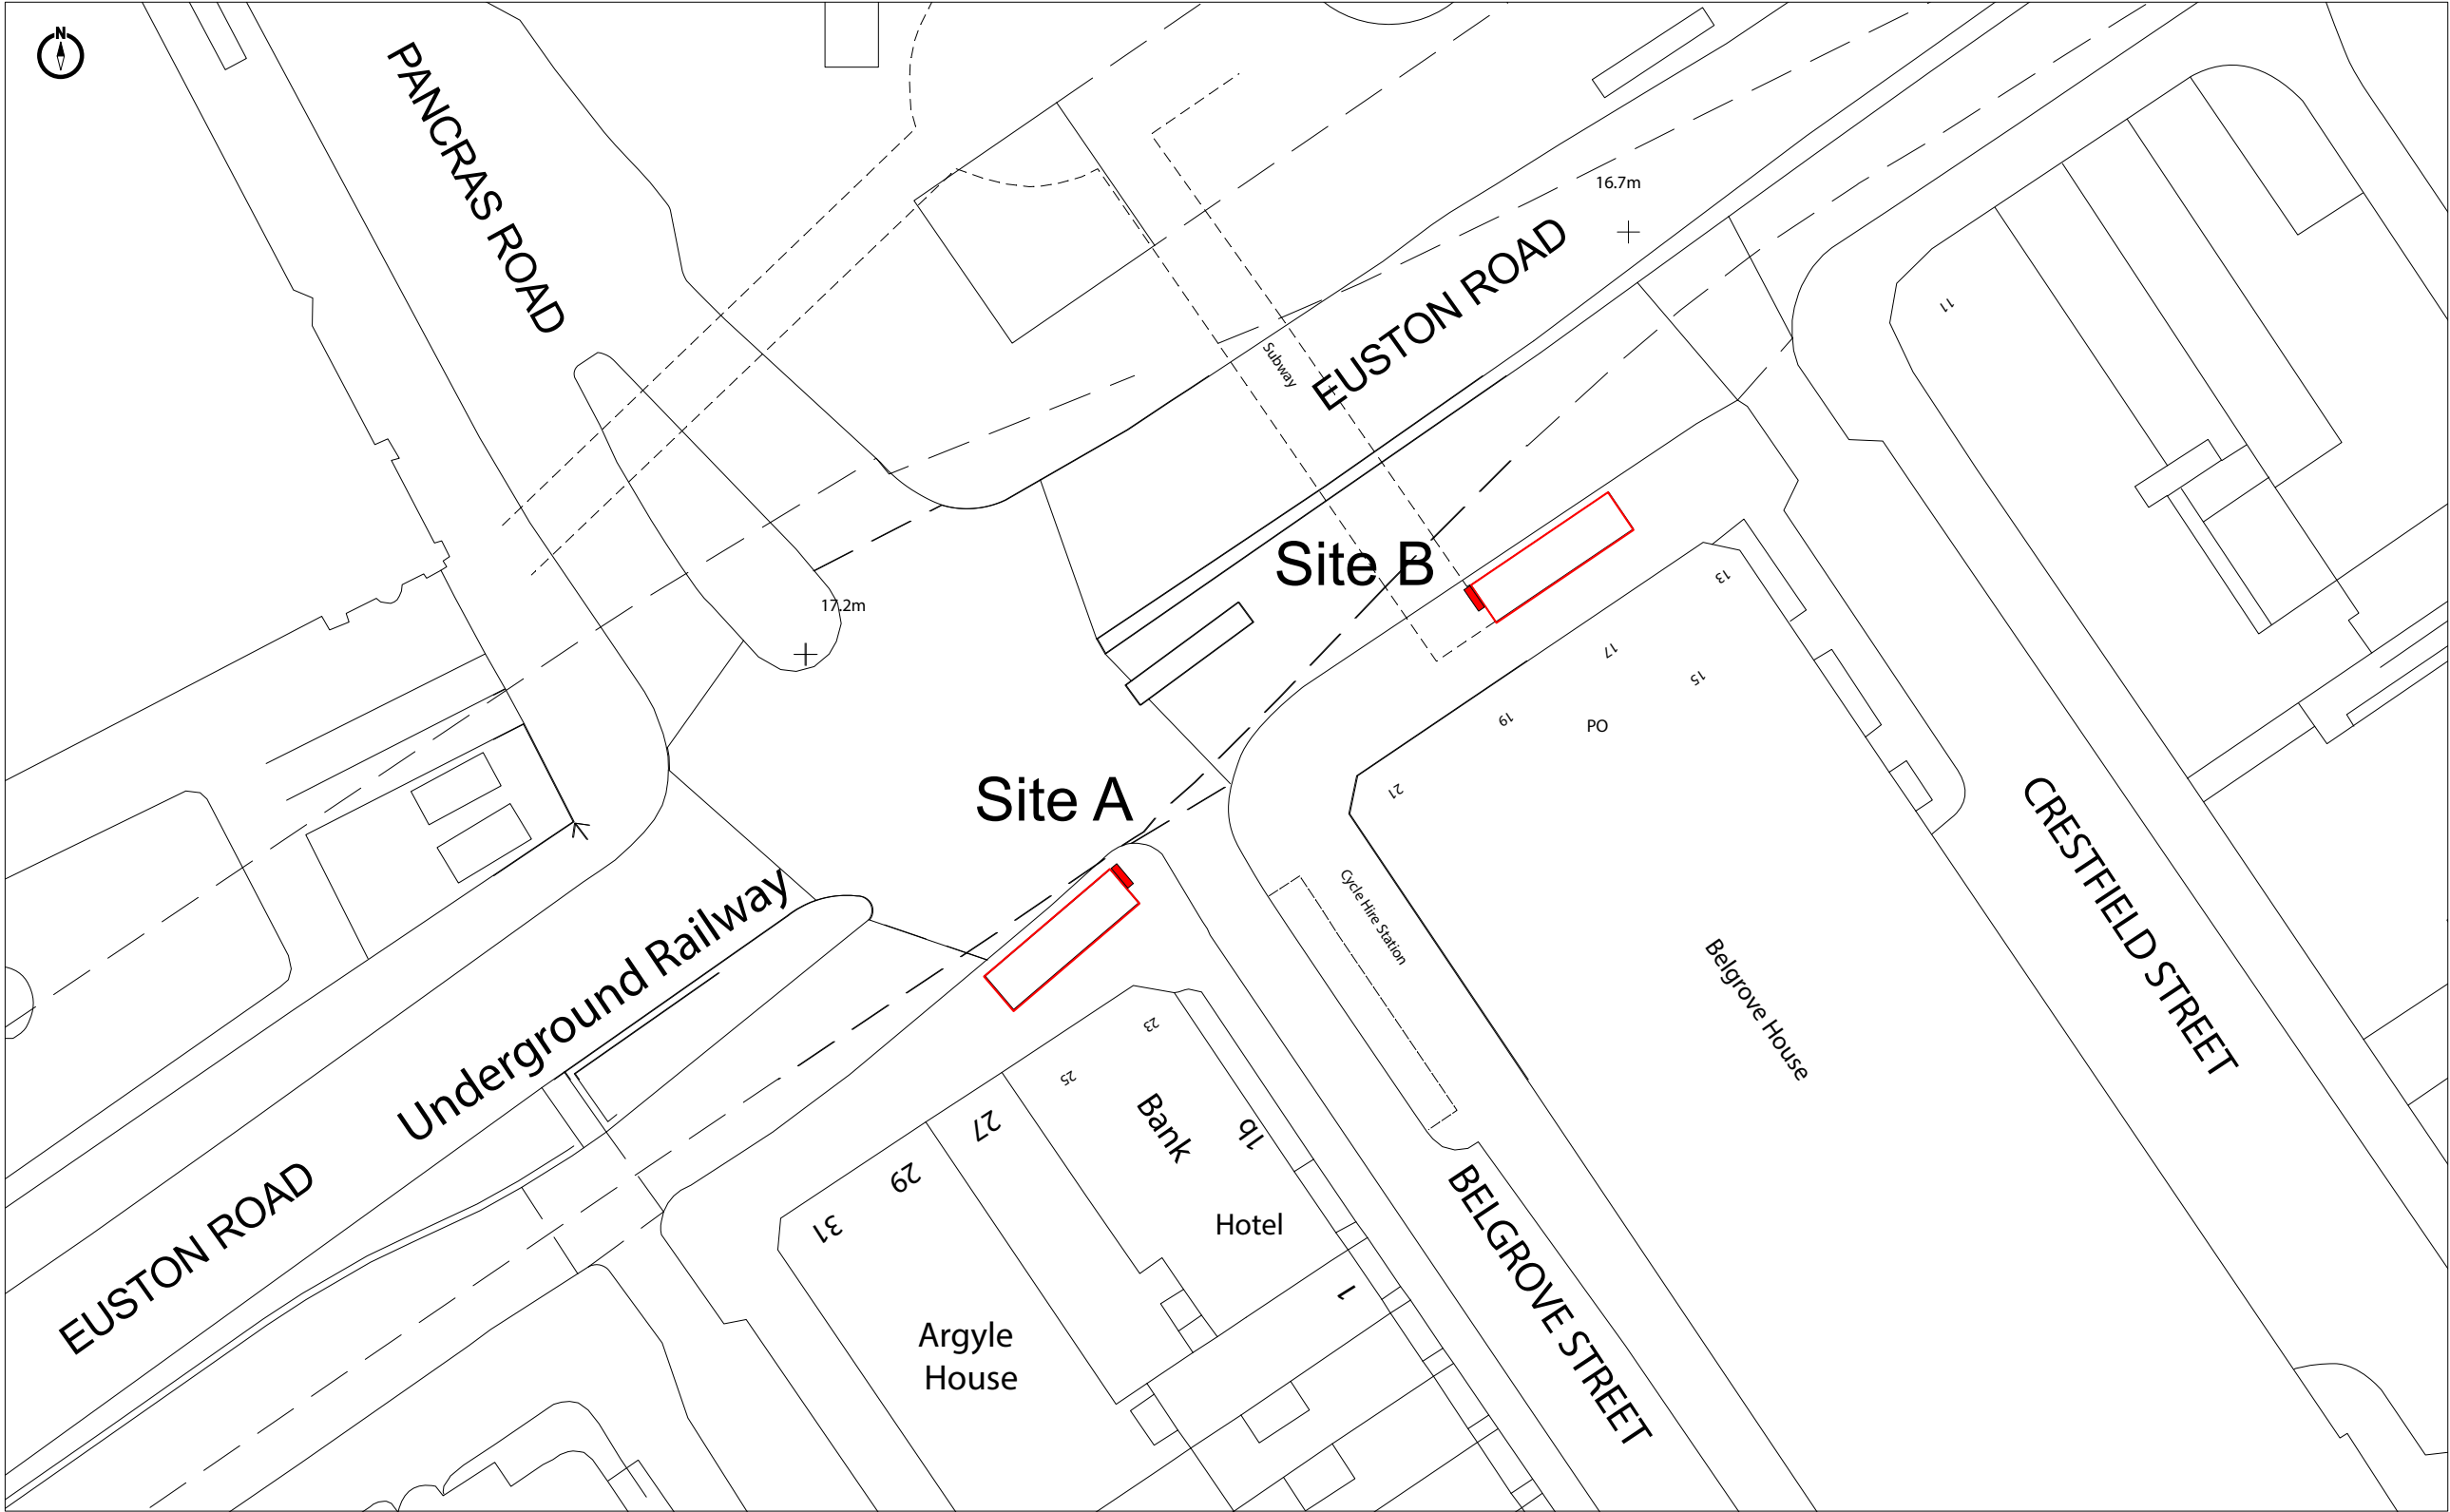 N
PANCRAS ROAD
16.7m
EUSTON ROAD
11
Subway
Site B
13
17.2m
17
15
19
PO
Site A
21
CRESTFIELD STREET
Cycle Hire Station
Underground Railway
Belgrove House
23
25
27
Bank
1b
29
EUSTON ROAD
31
Hotel
BELGROVE STREET
1
Argyle
House